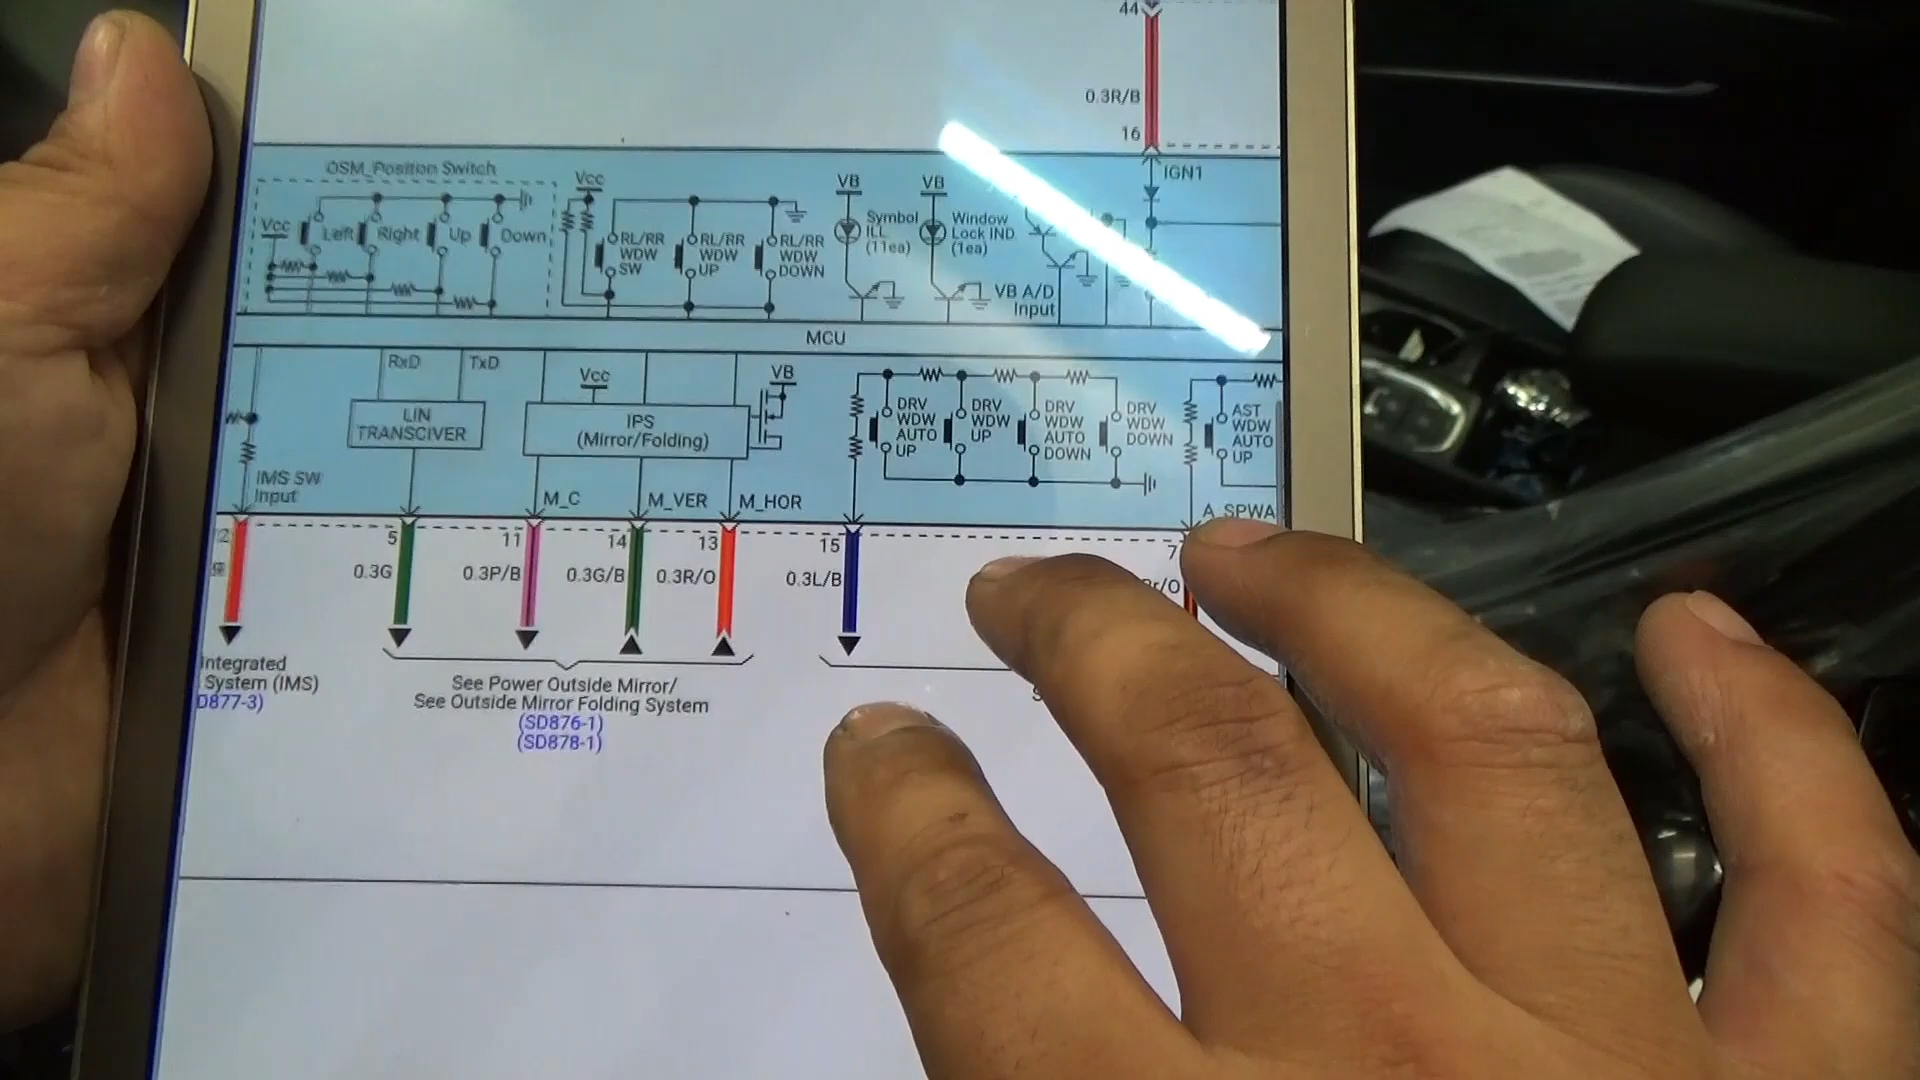 44
0.3R/B
16
IGN1
OSM_Position Switch
Vcc
Left
Right
Up
Down
Vcc
RL/RR
WDW
SW
RL/RR
WDW
UP
RL/RR
WDW
DOWN
VB
Symbol
ILL
(11ea)
VB
Window
Lock IND
(1ea)
VB A/D
Input
MCU
RxD
TxD
LIN
TRANSCIVER
Vcc
IPS
(Mirror/Folding)
VB
DRV
WDW
AUTO
UP
DRV
WDW
UP
DRV
WDW
AUTO
DOWN
DRV
WDW
DOWN
AST
WDW
AUTO
UP
IMS SW
Input
M_C
M_VER
M_HOR
A_SPWA
2
5
11
14
13
15
7
0.3G
0.3P/B
0.3G/B
0.3R/O
0.3L/B
r/O
Integrated
System (IMS)
D877-3)
See Power Outside Mirror/
See Outside Mirror Folding System
(SD876-1)
(SD878-1)
S